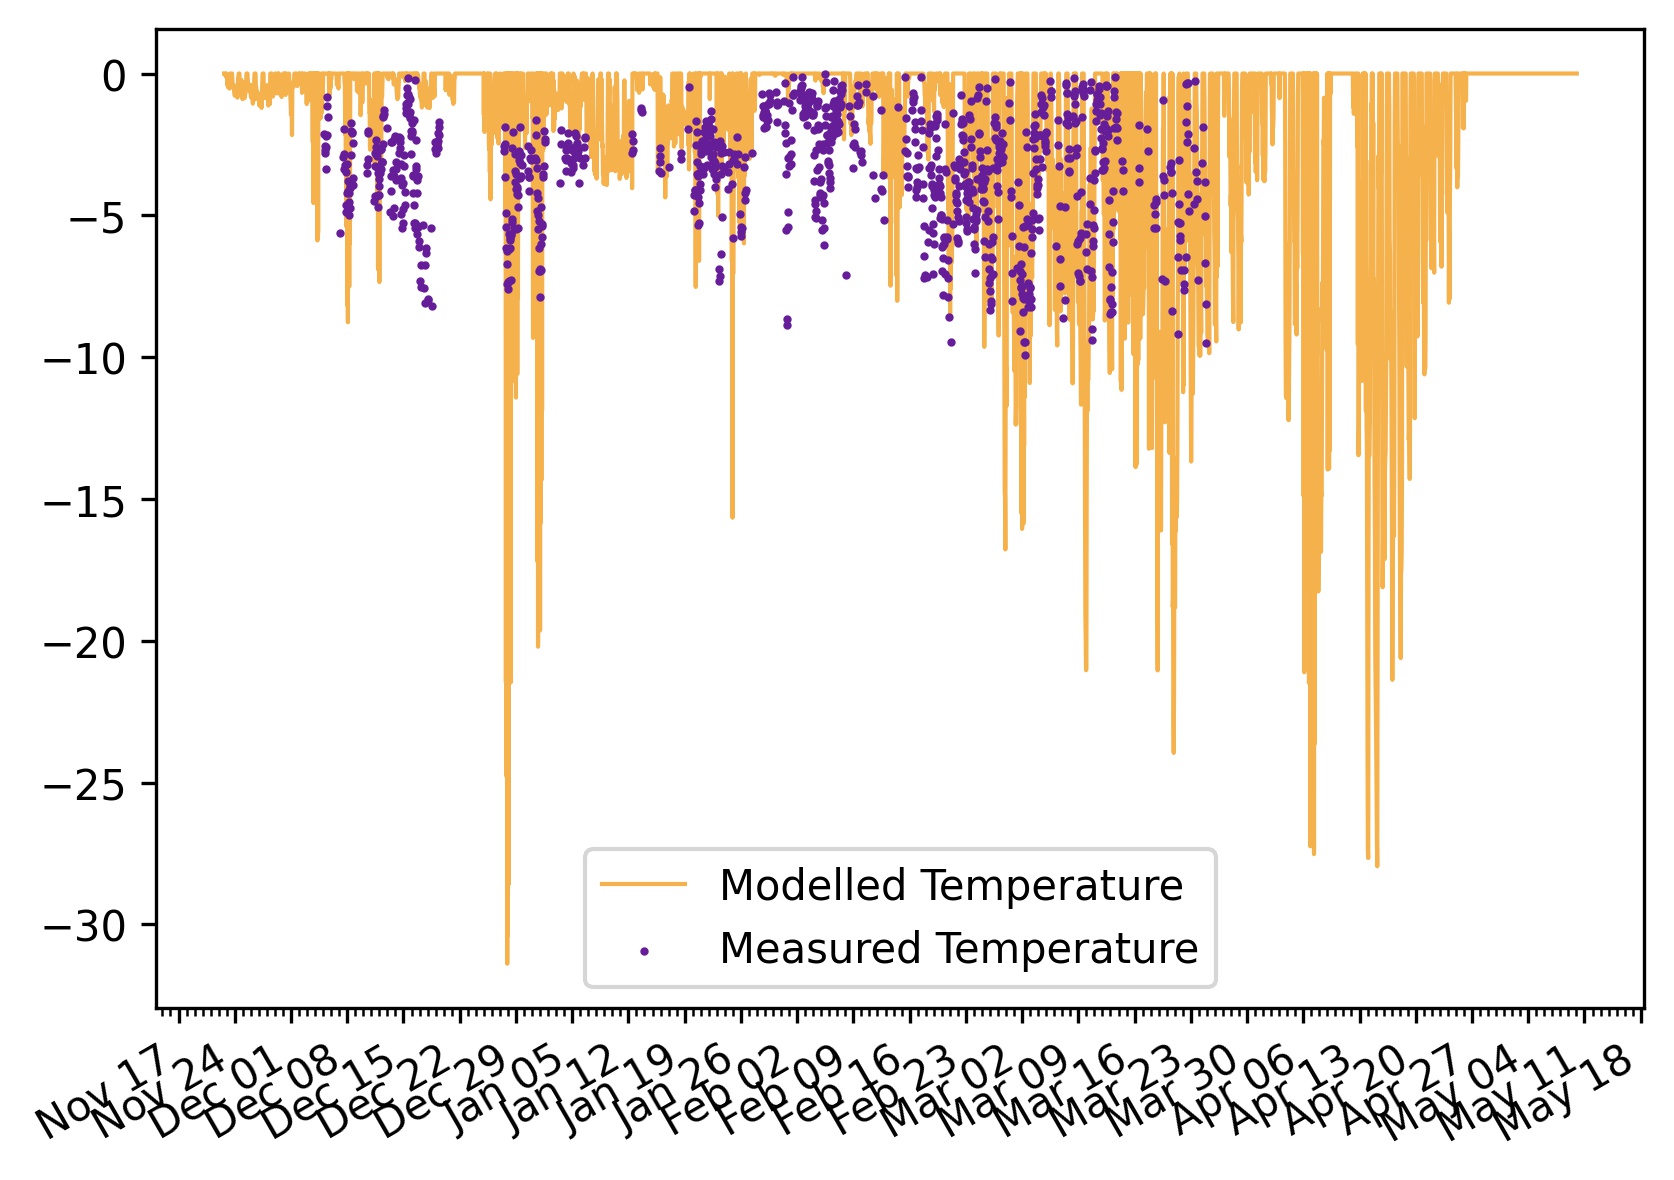 0
−5
−10
−15
−20
−25
−30
Modelled Temperature
Measured Temperature
Nov 17
Nov 24
Dec 01
Dec 08
Dec 15
Dec 22
Dec 29
Jan 05
Jan 12
Jan 19
Jan 26
Feb 02
Feb 09
Feb 16
Feb 23
Mar 02
Mar 09
Mar 16
Mar 23
Mar 30
Apr 06
Apr 13
Apr 20
Apr 27
May 04
May 11
May 18